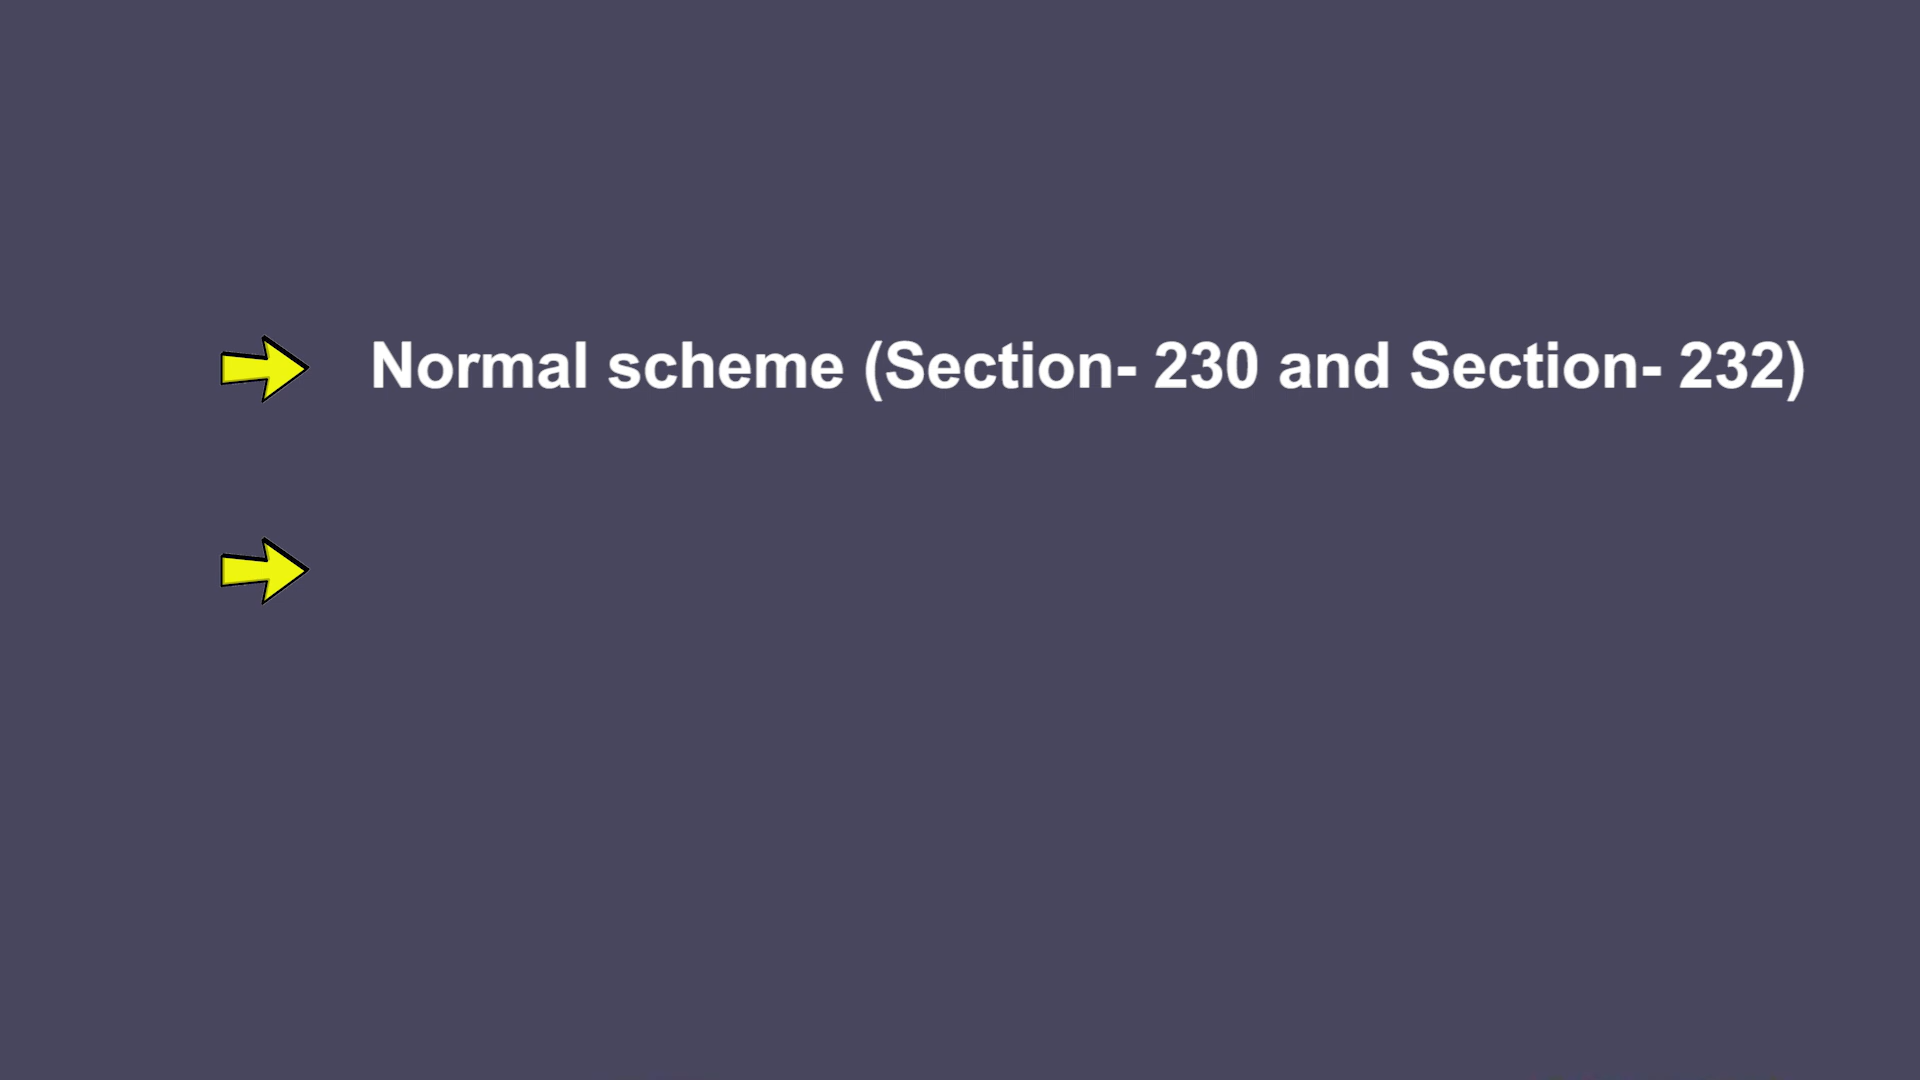 Normal scheme (Section- 230 and Section- 232)